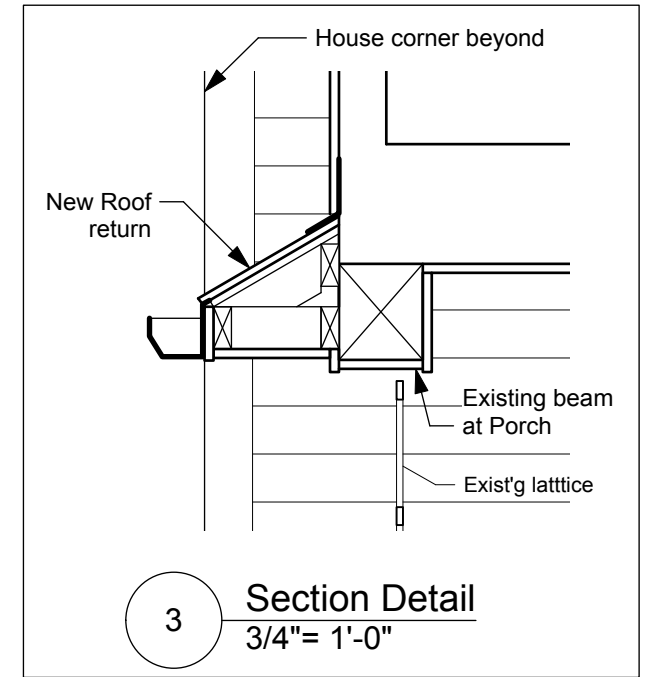 House corner beyond
New Roof
return
Existing beam
at Porch
Exist'g latttice
3
Section Detail
3/4"= 1'-0"